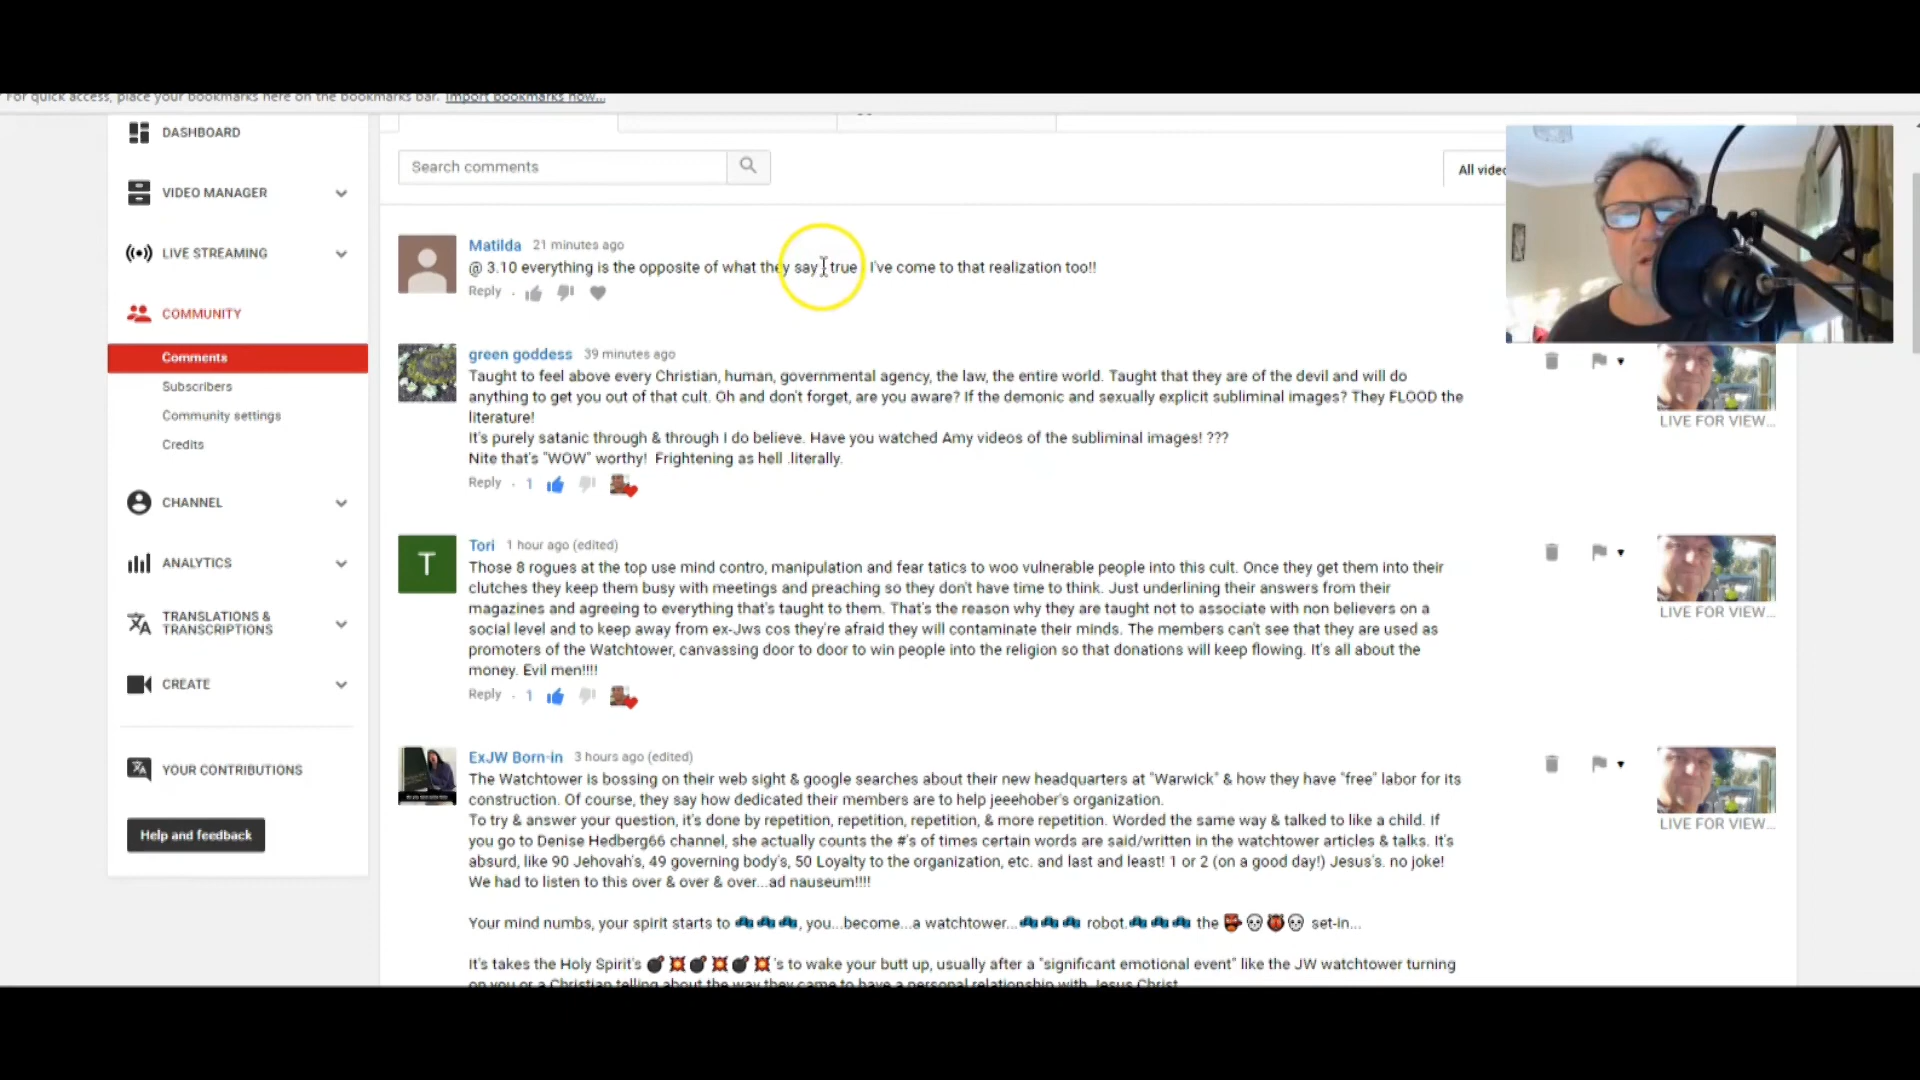 For quick access, place your bookmarks here on the bookmarks bar. Import bookmarks now...
DASHBOARD
VIDEO MANAGER
LIVE STREAMING
COMMUNITY
Comments
Subscribers
Community settings
Credits
CHANNEL
ANALYTICS
TRANSLATIONS &
TRANSCRIPTIONS
CREATE
YOUR CONTRIBUTIONS
Help and feedback
Search comments
All video
Matilda 21 minutes ago
@ 3.10 everything is the opposite of what they say true I've come to that realization too!!
Reply
green goddess 39 minutes ago
Taught to feel above every Christian, human, governmental agency, the law, the entire world. Taught that they are of the devil and will do
anything to get you out of that cult. Oh and don't forget, are you aware? If the demonic and sexually explicit subliminal images? They FLOOD the
literature!
It's purely satanic through & through I do believe. Have you watched Amy videos of the subliminal images! ???
Nite that's "WOW" worthy! Frightening as hell .literally.
Reply . 1
LIVE FOR VIEW...
T
Tori 1 hour ago (edited)
Those 8 rogues at the top use mind contro, manipulation and fear tatics to woo vulnerable people into this cult. Once they get them into their
clutches they keep them busy with meetings and preaching so they don't have time to think. Just underlining their answers from their
magazines and agreeing to everything that's taught to them. That's the reason why they are taught not to associate with non believers on a
social level and to keep away from ex-Jws cos they're afraid they will contaminate their minds. The members can't see that they are used as
promoters of the Watchtower, canvassing door to door to win people into the religion so that donations will keep flowing. It's all about the
money. Evil men!!!!
Reply . 1
LIVE FOR VIEW...
ExJW Born-in 3 hours ago (edited)
The Watchtower is bossing on their web sight & google searches about their new headquarters at "Warwick" & how they have "free" labor for its
construction. Of course, they say how dedicated their members are to help jeeehober's organization.
To try & answer your question, it's done by repetition, repetition, repetition, & more repetition. Worded the same way & talked to like a child. If
you go to Denise Hedberg66 channel, she actually counts the #'s of times certain words are said/written in the watchtower articles & talks. It's
absurd, like 90 Jehovah's, 49 governing body's, 50 Loyalty to the organization, etc. and last and least! 1 or 2 (on a good day!) Jesus's. no joke!
We had to listen to this over & over & over...ad nauseum!!!!
Your mind numbs, your spirit starts to , you...become...a watchtower... robot. the set-in...
It's takes the Holy Spirit's 's to wake your butt up, usually after a "significant emotional event" like the JW watchtower turning
on you or a Christian telling about the way they came to have a personal relationship with Jesus Christ
LIVE FOR VIEW...